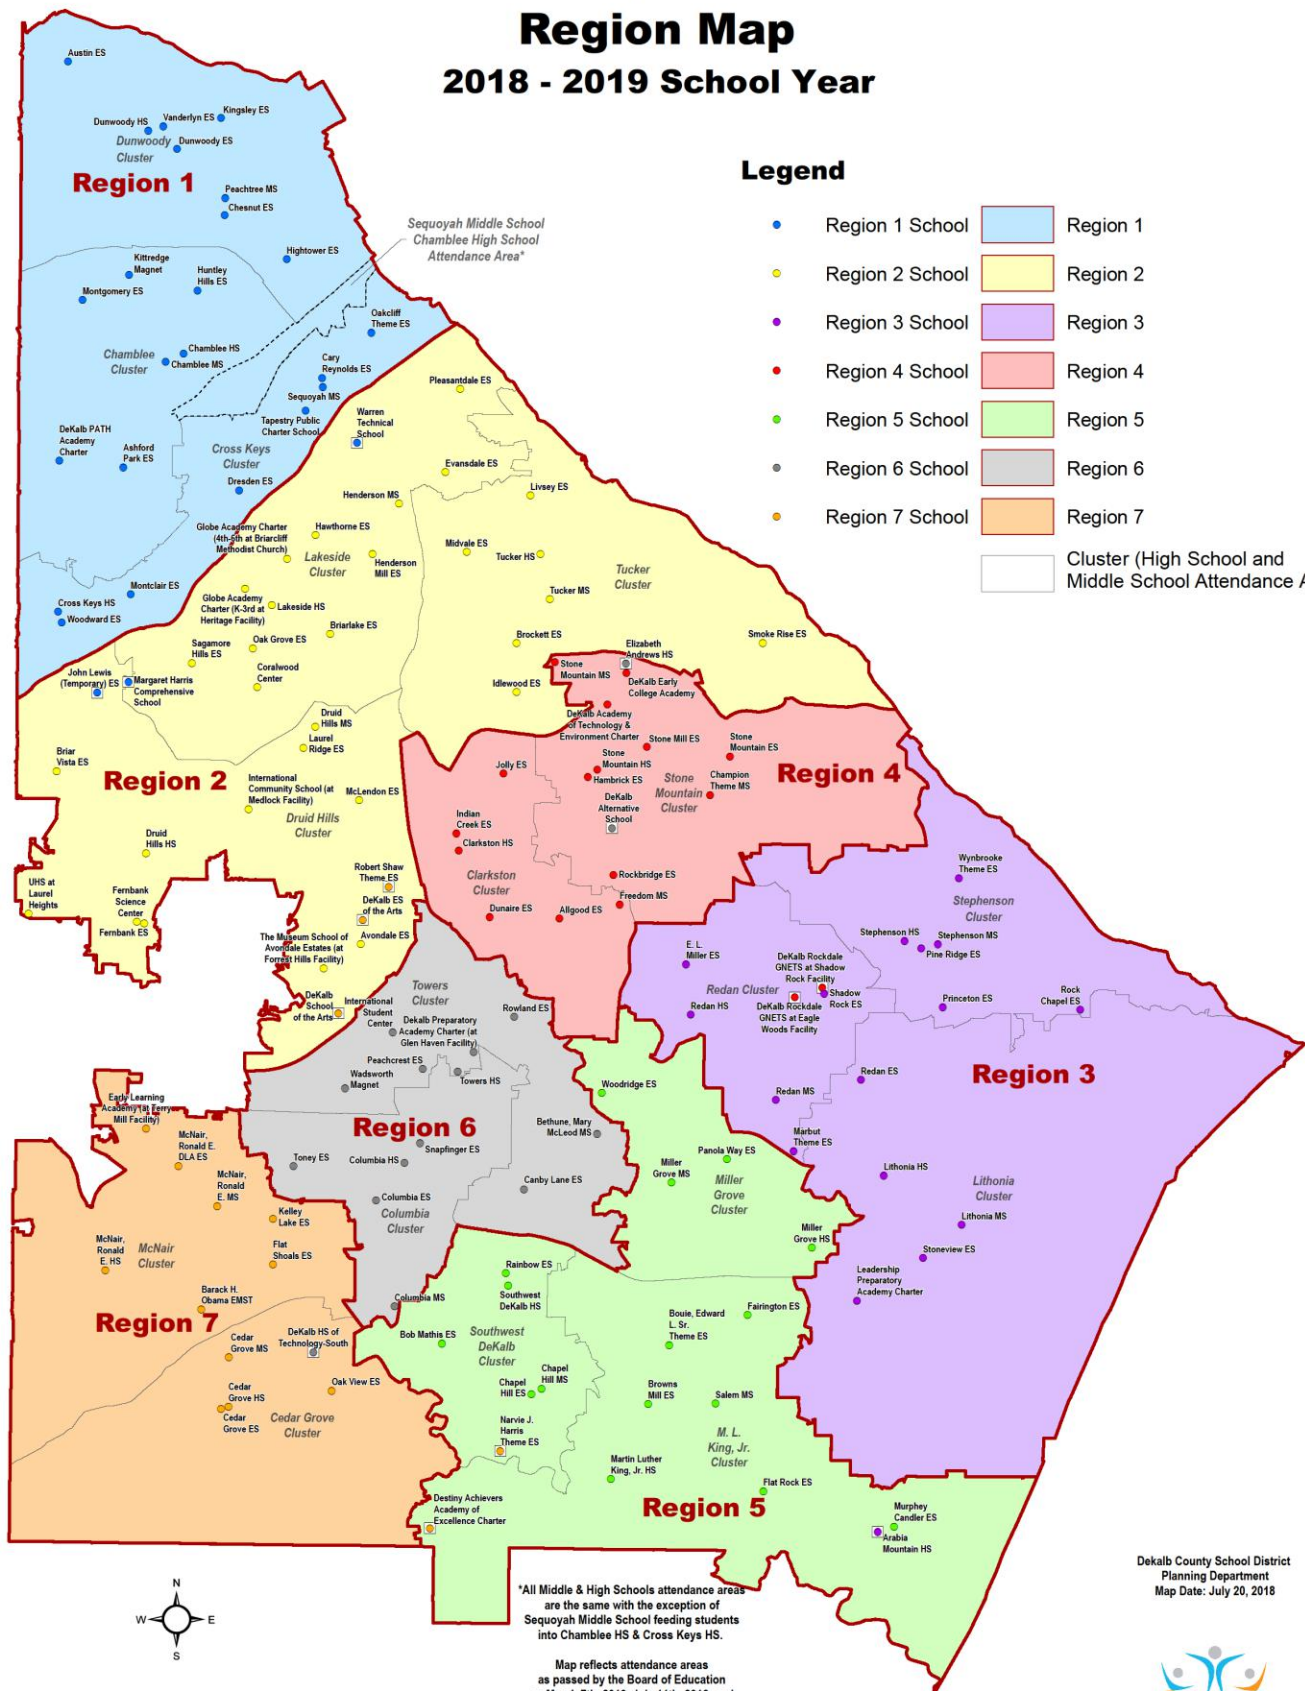 Region Map
2018 - 2019 School Year
Legend
Region 1 School
Region 1
Region 2 School
Region 2
Region 3 School
Region 3
Region 4 School
Region 4
Region 5 School
Region 5
Region 6 School
Region 6
Region 7 School
Region 7
Cluster (High School and
Middle School Attendance A
Austin ES
Kingsley ES
Vanderlyn ES
Dunwoody HS
Dunwoody ES
Dunwoody
Cluster
Region 1
Peachtree MS
Chesnut ES
Sequoyah Middle School
Chamblee High School
Attendance Area*
Hightower ES
Kittredge
Magnet
Huntley
Hills ES
Montgomery ES
Oakcliff
Theme ES
Chamblee
Cluster
Chamblee HS
Chamblee MS
Cary
Reynolds ES
Sequoyah MS
Tapestry Public
Charter School
DeKalb PATH
Academy
Charter
Ashford
Park ES
Cross Keys
Cluster
Dresden ES
Montclair ES
Cross Keys HS
Woodward ES
Pleasantdale ES
Warren
Technical
School
Evansdale ES
Henderson MS
Livsey ES
Globe Academy Charter
(4th-5th at Briarcliff
Methodist Church)
Hawthorne ES
Lakeside
Cluster
Henderson
Mill ES
Midvale ES
Tucker HS
Tucker
Cluster
Tucker MS
Globe Academy
Charter (K-3rd at
Heritage Facility)
Lakeside HS
Briarlake ES
Brockett ES
Smoke Rise ES
Sagamore
Hills ES
Oak Grove ES
Coralwood
Center
John Lewis
(Temporary) ES
Margaret Harris
Comprehensive
School
Idlewood ES
Druid
Hills MS
Laurel
Ridge ES
Briar
Vista ES
Region 2
International
Community School (at
Medlock Facility)
McLendon ES
Druid Hills
Cluster
Druid
Hills HS
UHS at
Laurel
Heights
Fernbank
Science
Center
Fernbank ES
Robert Shaw
Theme ES
DeKalb ES
of the Arts
Avondale ES
The Museum School of
Avondale Estates (at
Forrest Hills Facility)
DeKalb
School
of the Arts
Elizabeth
Andrews HS
Stone
Mountain MS
DeKalb Early
College Academy
DeKalb Academy
of Technology &
Environment Charter
Stone Mill ES
Stone
Mountain ES
Stone
Mountain HS
Hambrick ES
Stone
Mountain
Cluster
Champion
Theme MS
Region 4
DeKalb
Alternative
School
Jolly ES
Indian
Creek ES
Clarkston HS
Clarkston
Cluster
Rockbridge ES
Freedom MS
Dunaire ES
Allgood ES
Wynbrooke
Theme ES
Stephenson
Cluster
Stephenson HS
Stephenson MS
Pine Ridge ES
E. L.
Miller ES
DeKalb Rockdale
GNETS at Shadow
Rock Facility
Redan Cluster
Shadow
Rock ES
DeKalb Rockdale
GNETS at Eagle
Woods Facility
Redan HS
Princeton ES
Rock
Chapel ES
Region 3
Redan ES
Redan MS
Marbut
Theme ES
Lithonia HS
Lithonia
Cluster
Lithonia MS
Stoneview ES
Leadership
Preparatory
Academy Charter
Towers
Cluster
International
Student
Center
Rowland ES
Dekalb Preparatory
Academy Charter (at
Glen Haven Facility)
Peachcrest ES
Wadsworth
Magnet
Towers HS
Region 6
Bethune, Mary
McLeod MS
Snapfinger ES
Columbia HS
Toney ES
Canby Lane ES
Columbia ES
Columbia
Cluster
Columbia MS
Early Learning
Academy (at Terry
Mill Facility)
McNair,
Ronald E.
DLA ES
McNair,
Ronald
E. MS
Kelley
Lake ES
McNair,
Ronald
E. HS
McNair
Cluster
Flat
Shoals ES
Barack H.
Obama EMST
Region 7
Cedar
Grove MS
DeKalb HS of
Technology-South
Oak View ES
Cedar
Grove HS
Cedar
Grove ES
Cedar Grove
Cluster
Woodridge ES
Panola Way ES
Miller
Grove MS
Miller
Grove
Cluster
Miller
Grove HS
Rainbow ES
Southwest
DeKalb HS
Bob Mathis ES
Southwest
DeKalb
Cluster
Fairington ES
Bouie, Edward
L. Sr.
Theme ES
Chapel
Hill MS
Chapel
Hill ES
Browns
Mill ES
Salem MS
Narvie J.
Harris
Theme ES
M. L.
King, Jr.
Cluster
Martin Luther
King, Jr. HS
Flat Rock ES
Region 5
Destiny Achievers
Academy of
Excellence Charter
Murphey
Candler ES
Arabia
Mountain HS
N
W E
S
*All Middle & High Schools attendance areas
are the same with the exception of
Sequoyah Middle School feeding students
into Chamblee HS & Cross Keys HS.
Map reflects attendance areas
as passed by the Board of Education
Dekalb County School District
Planning Department
Map Date: July 20, 2018